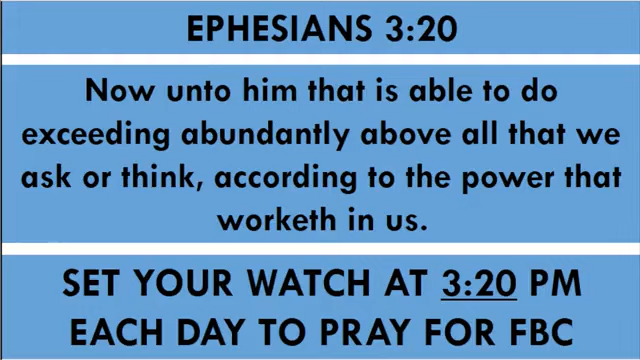 EPHESIANS 3:20
Now unto him that is able to do
exceeding abundantly above all that we
ask or think, according to the power that
worketh in us.
SET YOUR WATCH AT 3:20 PM
EACH DAY TO PRAY FOR FBC